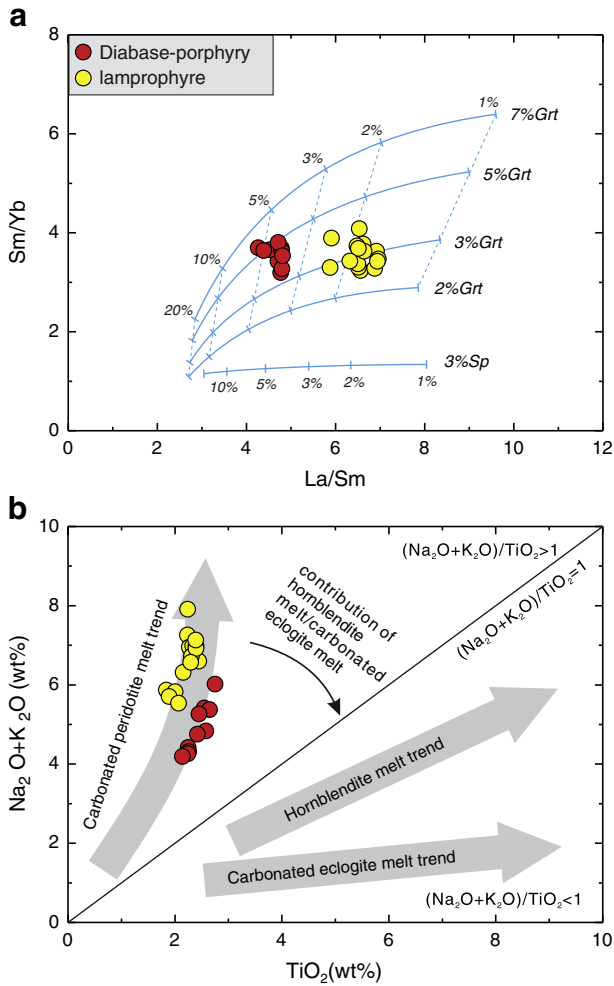 a
Diabase-porphyry
lamprophyre
8
6
4
2
0
Sm/Yb
1%
7%Grt
2%
3%
5%Grt
5%
10%
3%Grt
20%
2%Grt
3%Sp
10%
5%
3%
2%
1%
0
2
4
6
8
10
12
La/Sm
b
10
8
6
4
2
0
Na2O+K2O (wt%)
(Na2O+K2O)/TiO2>1
(Na2O+K2O)/TiO2=1
contribution of
hornblendite
melt/carbonated
eclogite melt
Carbonated peridotite melt trend
Hornblendite melt trend
Carbonated eclogite melt trend
(Na2O+K2O)/TiO2<1
0
2
4
6
8
10
TiO2(wt%)